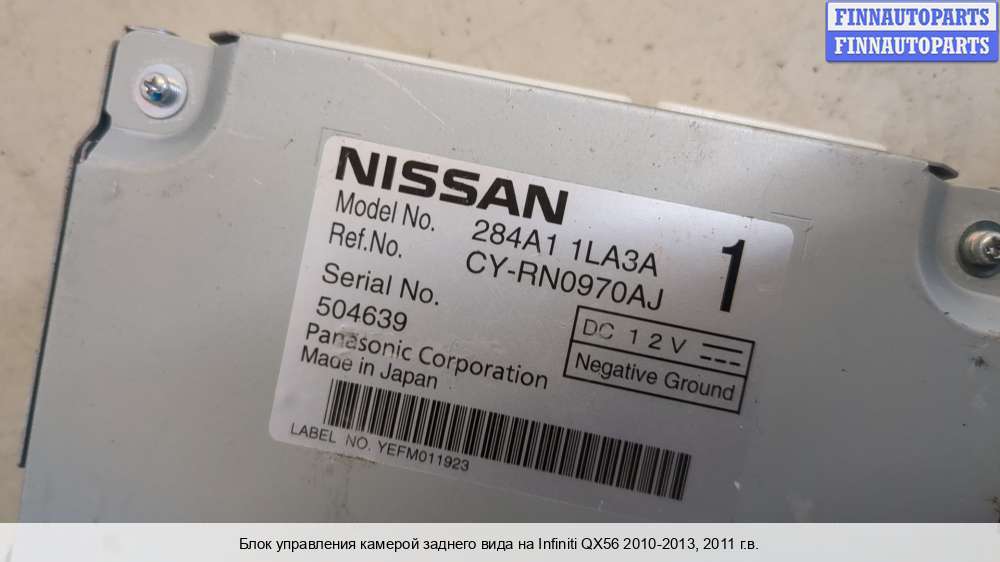 FINNAUTOPARTS
FINNAUTOPARTS
NISSAN
Model No. 284A1 1LA3A
Ref.No. CY-RN0970AJ
1
Serial No.
504639
DC 12V
Negative Ground
Panasonic Corporation
Made in Japan
LABEL NO. YEFM011923
Блок управления камерой заднего вида на Infiniti QX56 2010-2013, 2011 г.в.